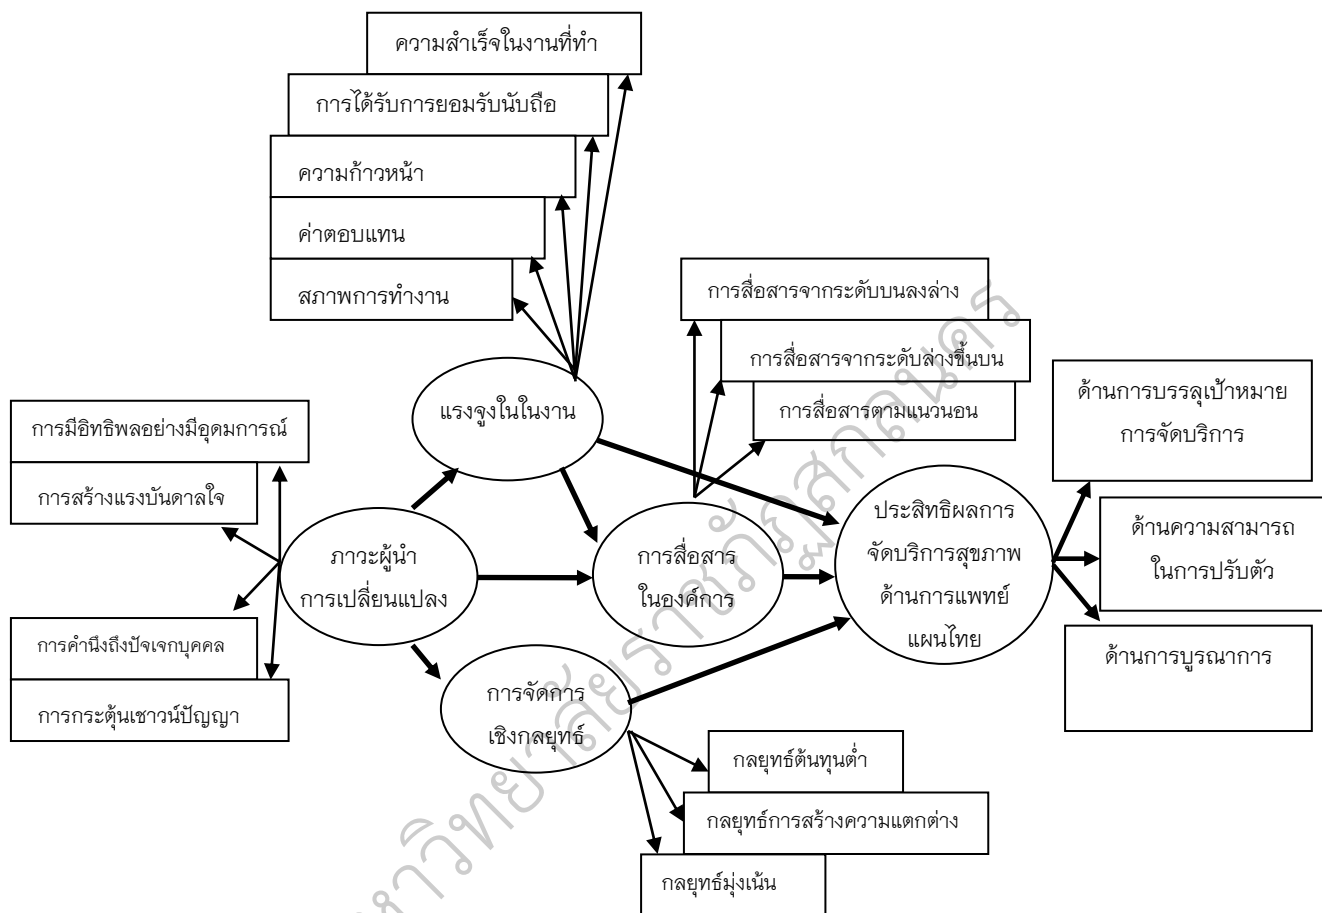 ความสำเร็จในงานที่ทำ
การได้รับการยอมรับนับถือ
ความก้าวหน้า
ค่าตอบแทน
สภาพการทำงาน
การสื่อสารจากระดับบนลงล่าง
การสื่อสารจากระดับล่างขึ้นบน
การสื่อสารตามแนวนอน
แรงจูงในในงาน
การมีอิทธิพลอย่างมีอุดมการณ์
การสร้างแรงบันดาลใจ
การคำนึงถึงปัจเจกบุคคล
การกระตุ้นเชาวน์ปัญญา
ภาวะผู้นำ
การเปลี่ยนแปลง
การสื่อสาร
ในองค์การ
การจัดการ
เชิงกลยุทธ์
ประสิทธิผลการ
จัดบริการสุขภาพ
ด้านการแพทย์
แผนไทย
ด้านการบรรลุเป้าหมาย
การจัดบริการ
ด้านความสามารถ
ในการปรับตัว
ด้านการบูรณาการ
กลยุทธ์ต้นทุนต่ำ
กลยุทธ์การสร้างความแตกต่าง
กลยุทธ์มุ่งเน้น
หาวิทยาลัยราชภัฏสกลนคร